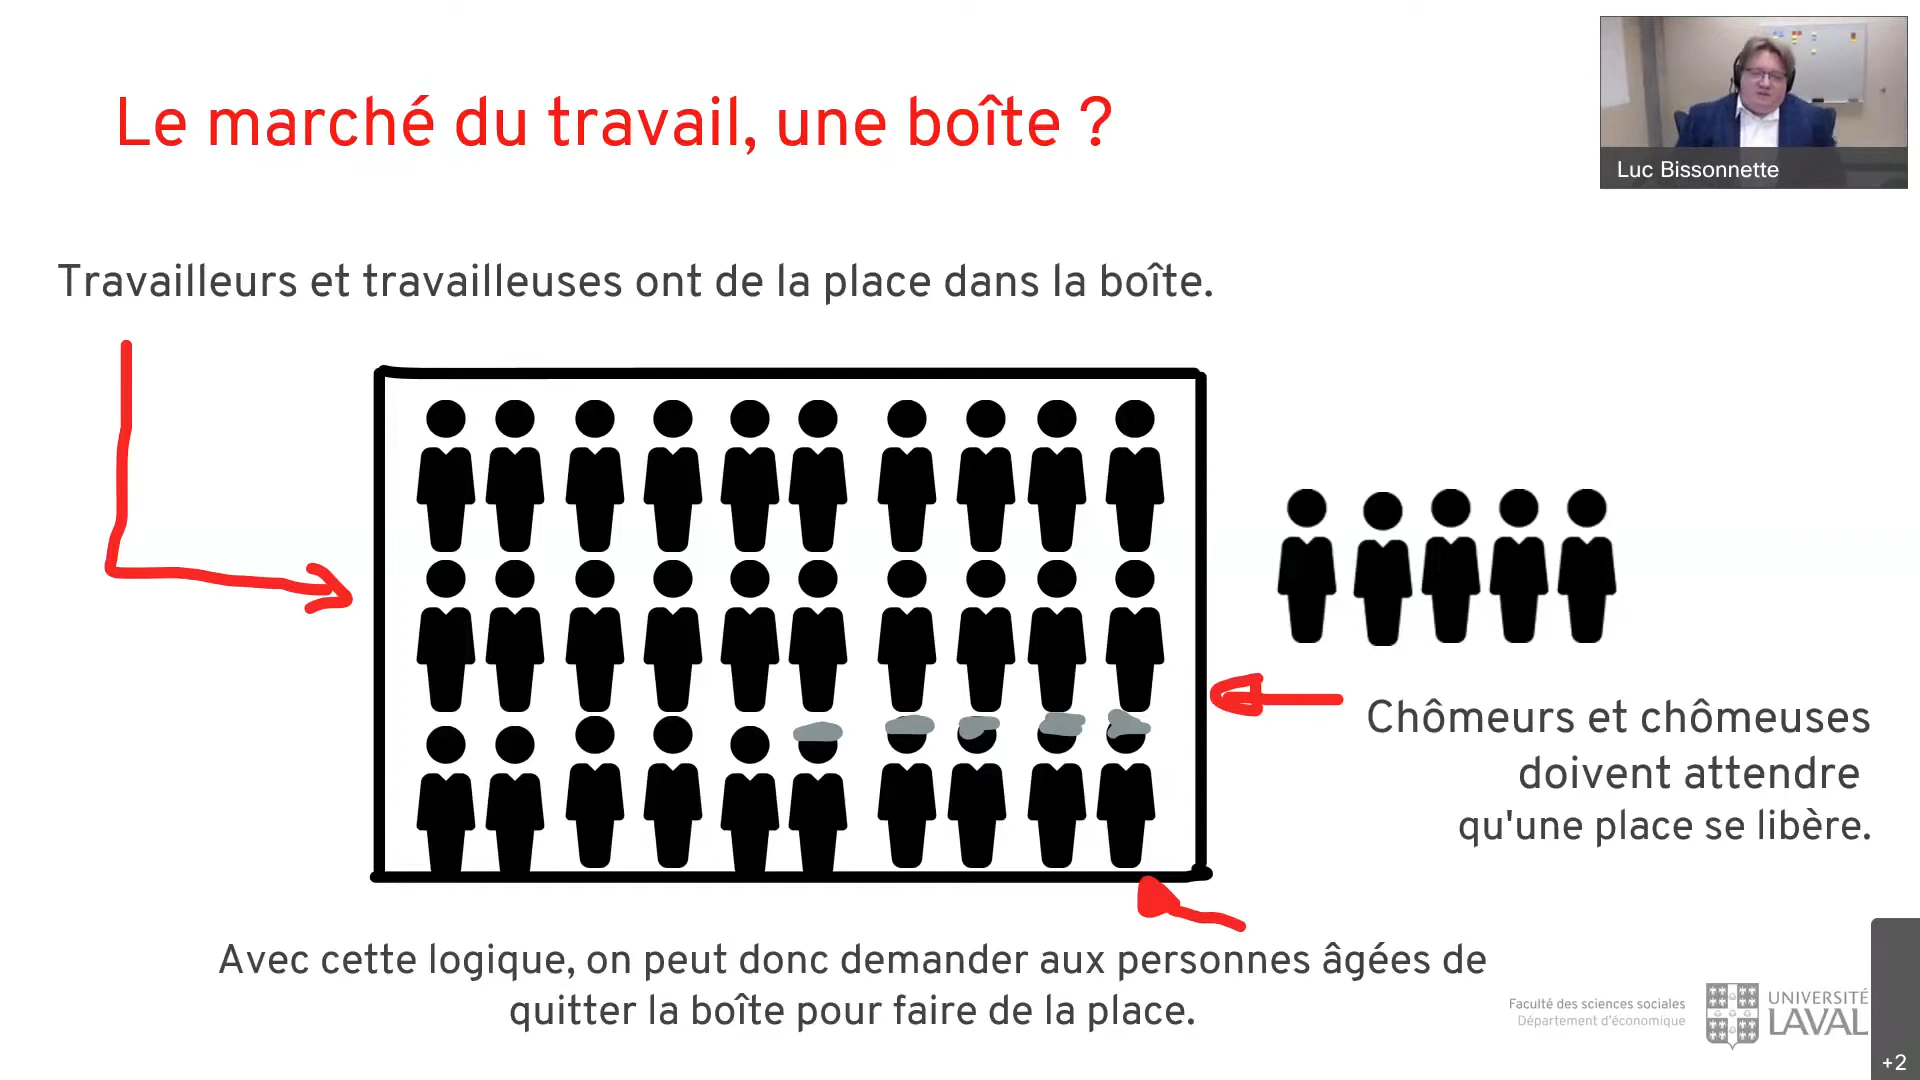 Le marché du travail, une boîte ?
Luc Bissonnette
Travailleurs et travailleuses ont de la place dans la boîte.
Chômeurs et chômeuses
doivent attendre
qu'une place se libère.
Avec cette logique, on peut donc demander aux personnes âgées de
quitter la boîte pour faire de la place.
Faculté des sciences sociales
Département d'économique
UNIVERSITÉ
LAVAL
+2